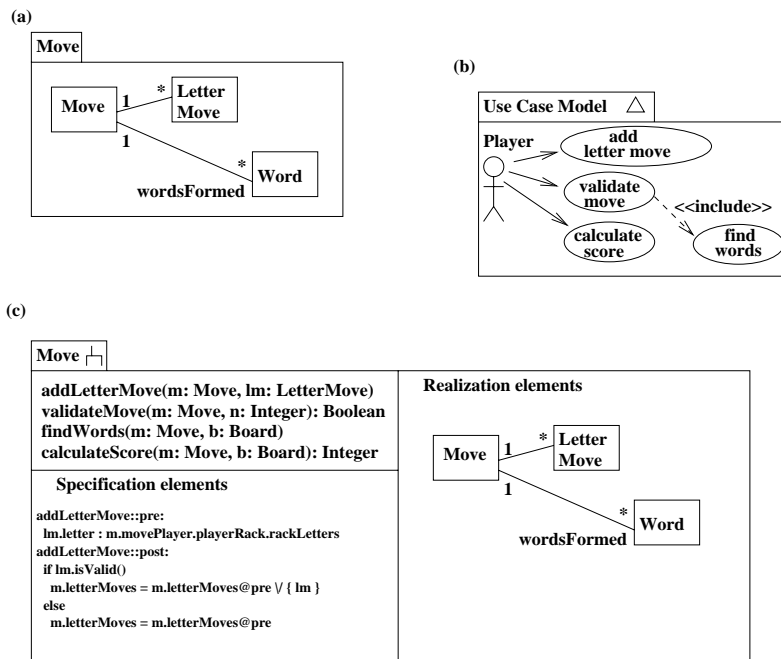 (a)
Move
Move
1
*
Letter
Move
1
*
wordsFormed
Word
(b)
Use Case Model
Player
add
letter move
validate
move
<<include>>
calculate
score
find
words
(c)
Move
addLetterMove(m: Move, lm: LetterMove)
validateMove(m: Move, n: Integer): Boolean
findWords(m: Move, b: Board)
calculateScore(m: Move, b: Board): Integer
Specification elements
addLetterMove::pre:
lm.letter : m.movePlayer.playerRack.rackLetters
addLetterMove::post:
if lm.isValid()
m.letterMoves = m.letterMoves@pre \/ { lm }
else
m.letterMoves = m.letterMoves@pre
Realization elements
Move
1
*
Letter
Move
1
*
wordsFormed
Word